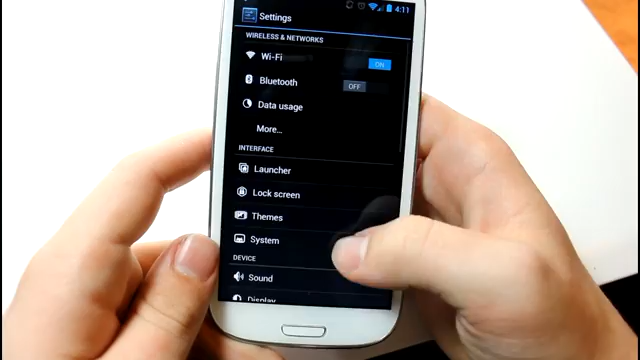 4:11
Settings
WIRELESS & NETWORKS
Wi-Fi
ON
Bluetooth
OFF
Data usage
More...
INTERFACE
Launcher
Lock screen
Themes
System
DEVICE
Sound
Display